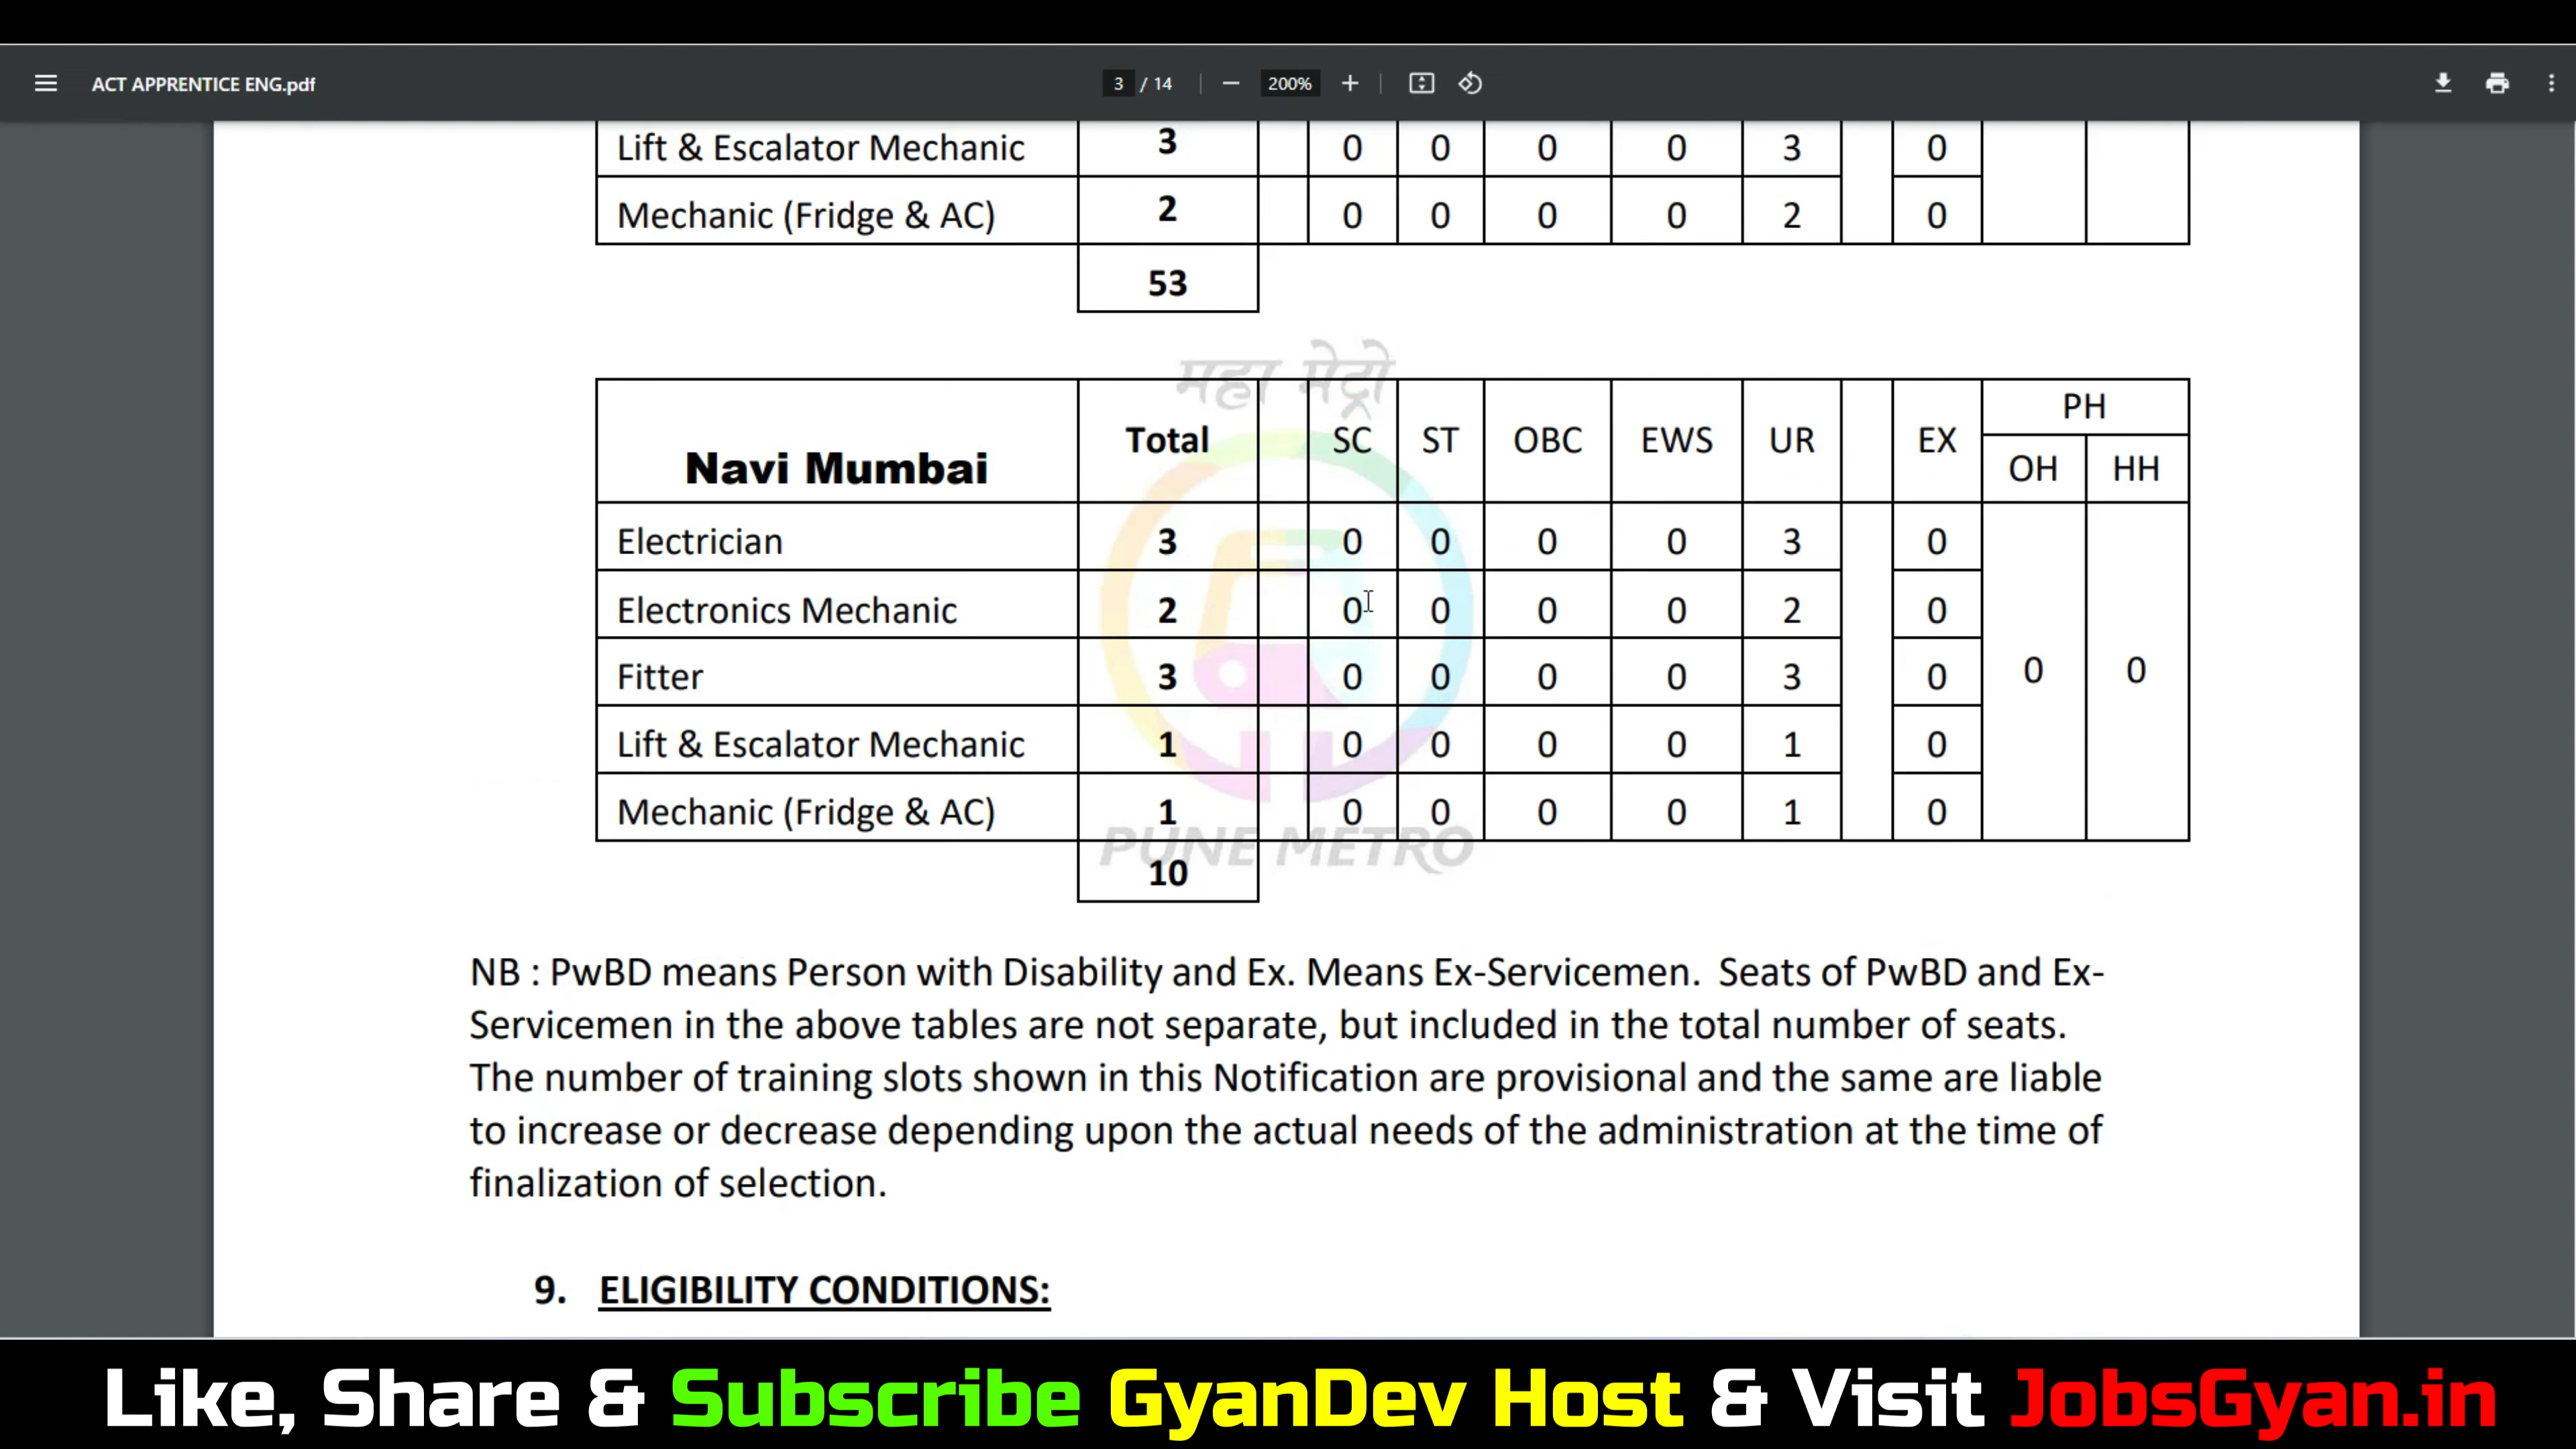 ACT APPRENTICE ENG.pdf 3 / 14 200%
Lift & Escalator Mechanic 3 0 0 0 0 3 0
Mechanic (Fridge & AC) 2 0 0 0 0 2 0
53
महा मेट्रो
Navi Mumbai Total SC ST OBC EWS UR EX PH
OH HH
Electrician 3 0 0 0 0 3 0
Electronics Mechanic 2 0 0 0 0 2 0
Fitter 3 0 0 0 0 3 0 0 0
Lift & Escalator Mechanic 1 0 0 0 0 1 0
Mechanic (Fridge & AC) 1 0 0 0 0 1 0
PUNE METRO
10
NB : PwBD means Person with Disability and Ex. Means Ex-Servicemen. Seats of PwBD and Ex-
Servicemen in the above tables are not separate, but included in the total number of seats.
The number of training slots shown in this Notification are provisional and the same are liable
to increase or decrease depending upon the actual needs of the administration at the time of
finalization of selection.
9. ELIGIBILITY CONDITIONS:
Like, Share & Subscribe GyanDev Host & Visit JobsGyan.in